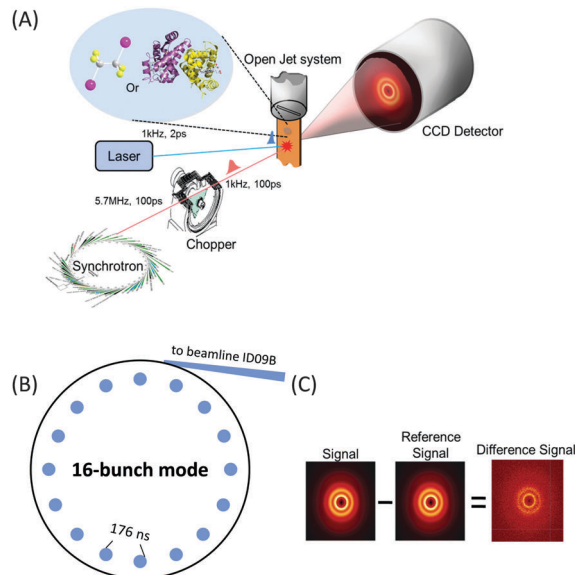 (A)
Open Jet system
Or
CCD Detector
1kHz, 2ps
Laser
1kHz, 100ps
5.7MHz, 100ps
Chopper
Synchrotron
to beamline ID09B
(B)
(C)
16-bunch mode
176 ns
Signal
Reference
Signal
Difference Signal